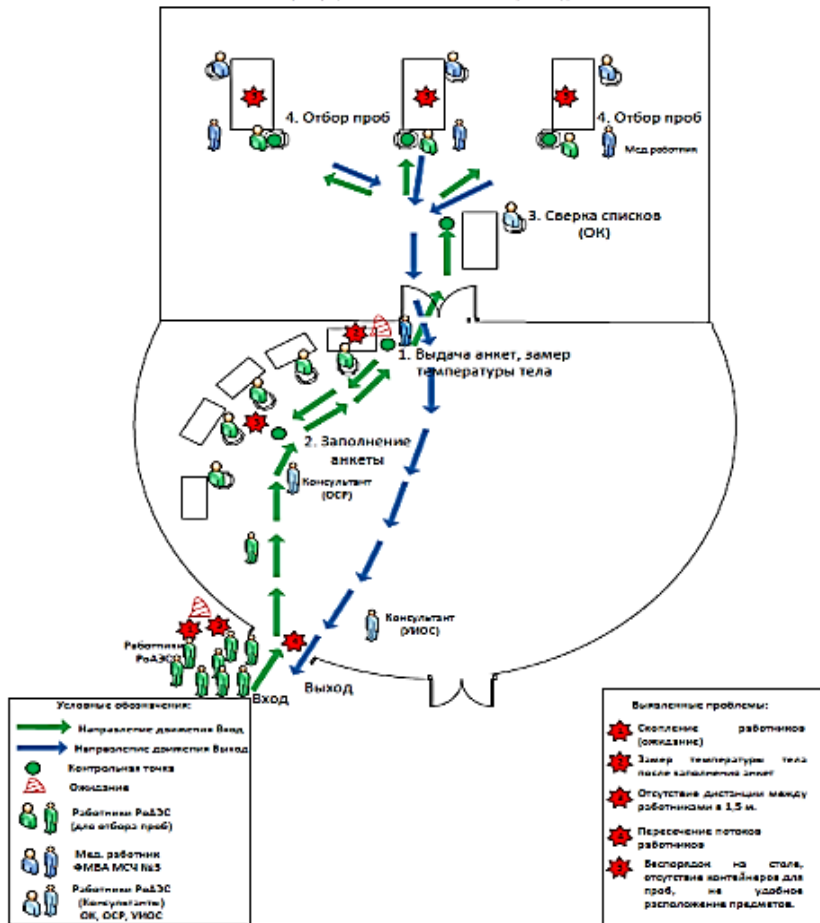 4. Отбор проб
4. Отбор проб
Мед работник
3. Сверка списков
(ОК)
1. Выдача анкет, замер
температуры тела
2. Заполнение
анкеты
Консультант
(ОСР)
Консультант
(УИОС)
Работники
РоАЭС
Вход
Выход
Условные обозначения:
Направление движения Вход
Направление движения Выход
Контрольная точка
Ожидание
Работники РоАЭС
(для отбора проб)
Мед. работник
ФМБА МСЧ №5
Работники РоАЭС
(Консультанты)
ОК, ОСР, УИОС
Выявленные проблемы:
Скопление работников
(ожидание)
Замер температуры тела
после заполнения анкет
Отсутствие дистанции между
работниками в 1,5 м.
Пересечение потоков
работников
Беспорядок на столе,
отсутствие контейнеров для
проб, не удобное
расположение предметов.